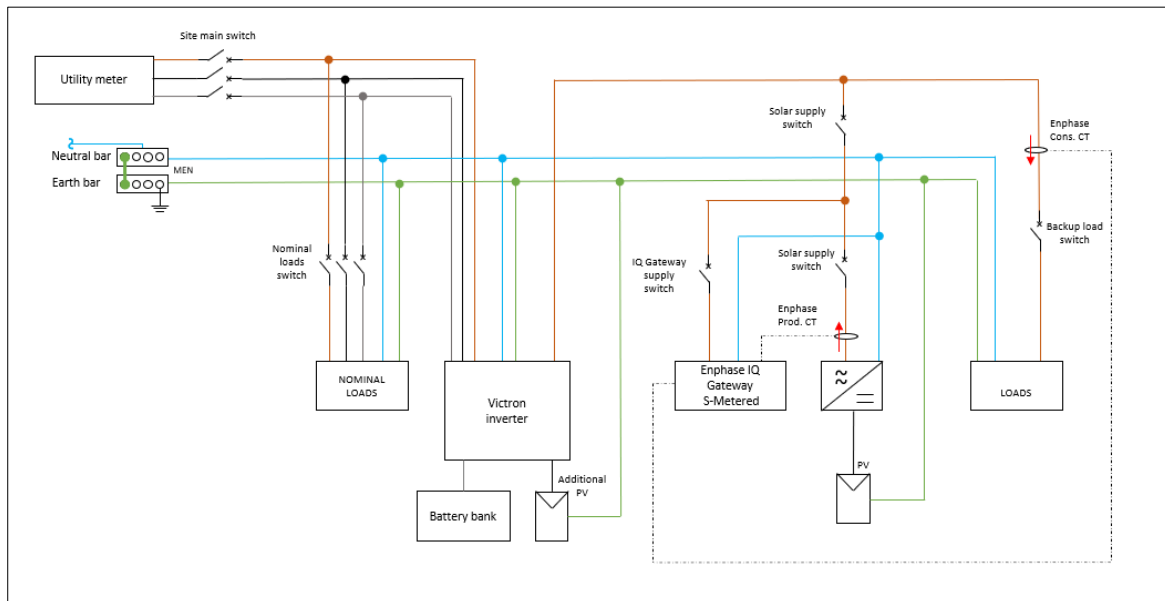 Site main switch
Utility meter
Neutral bar
MEN
Earth bar
Solar supply
switch
Enphase
Cons. CT
Nominal
loads
switch
IQ Gateway
supply
switch
Solar supply
switch
Backup load
switch
Enphase
Prod. CT
NOMINAL
LOADS
Victron
inverter
Enphase IQ
Gateway
S-Metered
LOADS
Additional
PV
PV
Battery bank